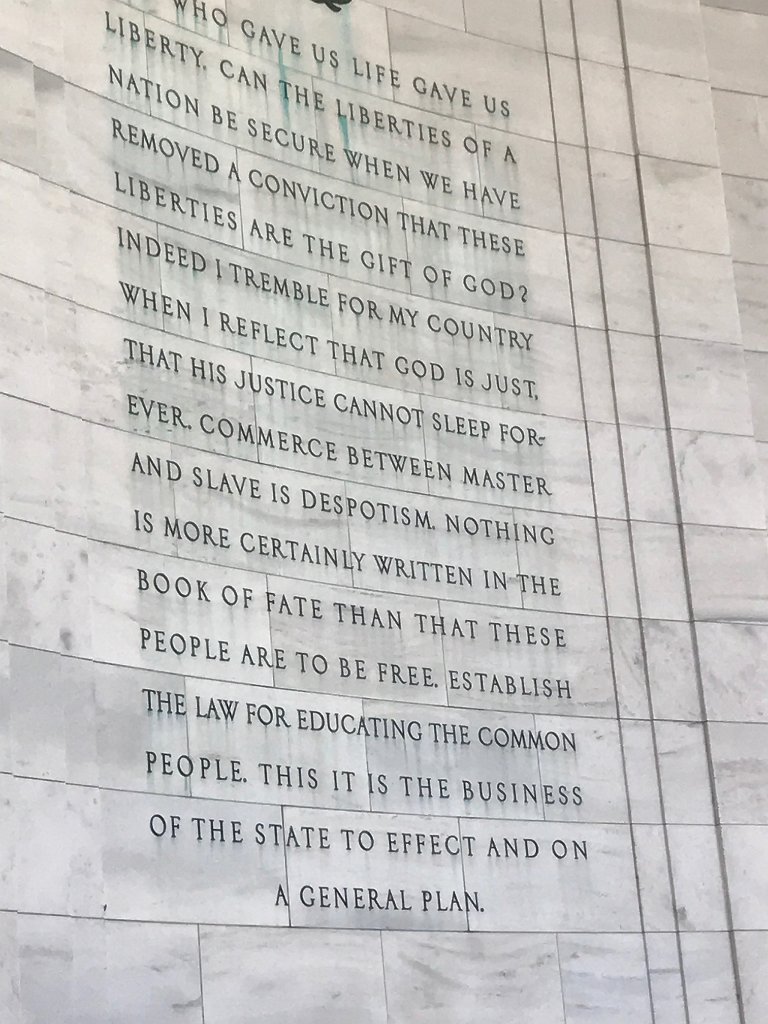 WHO GAVE US LIFE GAVE US
LIBERTY. CAN THE LIBERTIES OF A
NATION BE SECURE WHEN WE HAVE
REMOVED A CONVICTION THAT THESE
LIBERTIES ARE THE GIFT OF GOD?
INDEED I TREMBLE FOR MY COUNTRY
WHEN I REFLECT THAT GOD IS JUST,
THAT HIS JUSTICE CANNOT SLEEP FOR-
EVER. COMMERCE BETWEEN MASTER
AND SLAVE IS DESPOTISM. NOTHING
IS MORE CERTAINLY WRITTEN IN THE
BOOK OF FATE THAN THAT THESE
PEOPLE ARE TO BE FREE. ESTABLISH
THE LAW FOR EDUCATING THE COMMON
PEOPLE. THIS IT IS THE BUSINESS
OF THE STATE TO EFFECT AND ON
A GENERAL PLAN.